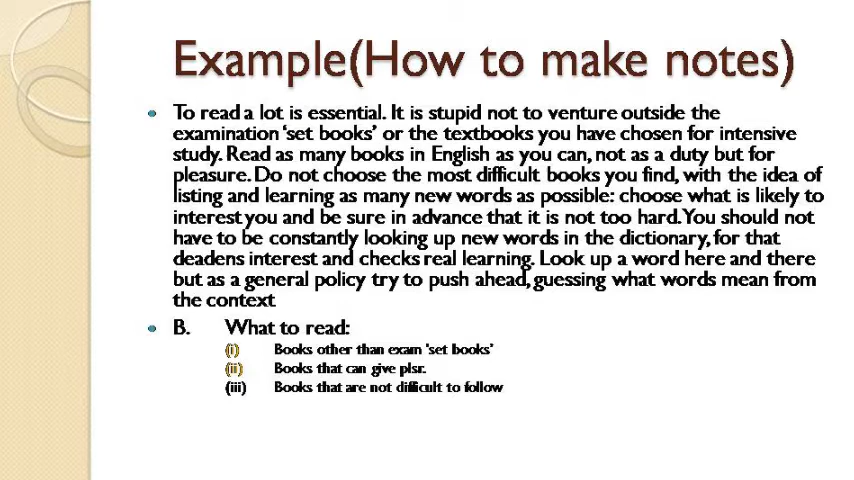 Example(How to make notes)
• To read a lot is essential. It is stupid not to venture outside the
examination ‘set books’ or the textbooks you have chosen for intensive
study. Read as many books in English as you can, not as a duty but for
pleasure. Do not choose the most difficult books you find, with the idea of
listing and learning as many new words as possible: choose what is likely to
interest you and be sure in advance that it is not too hard. You should not
have to be constantly looking up new words in the dictionary, for that
deadens interest and checks real learning. Look up a word here and there
but as a general policy try to push ahead, guessing what words mean from
the context
• B. What to read:
(i) Books other than exam ‘set books’
(ii) Books that can give plsr.
(iii) Books that are not difficult to follow